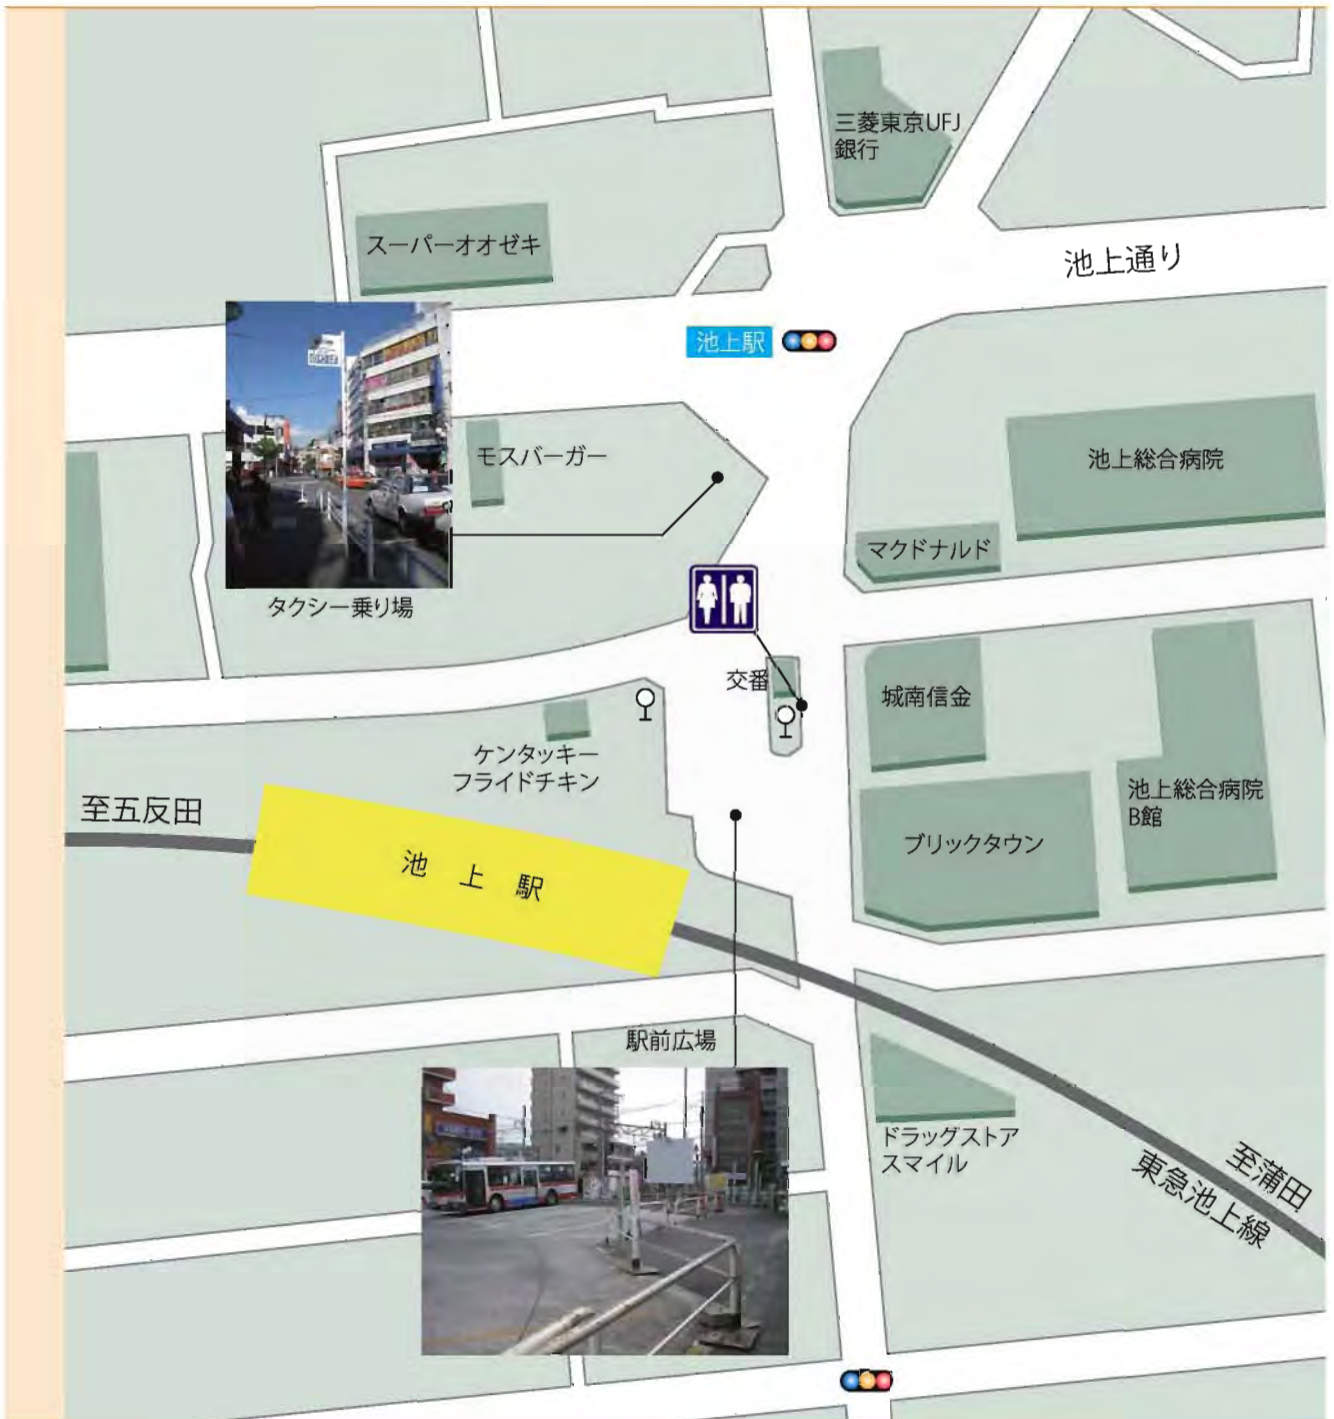 三菱東京UFJ
銀行
スーパーオオゼキ
池上通り
池上駅
モスバーガー
池上総合病院
マクドナルド
タクシー乗り場
交番
城南信金
ケンタッキー
フライドチキン
池上総合病院
B館
至五反田
ブリックタウン
池 上 駅
駅前広場
ドラッグストア
スマイル
至蒲田
東急池上線